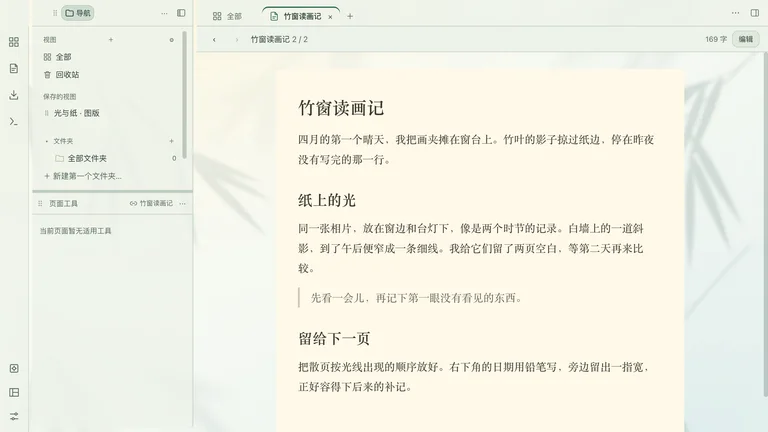 导航
全部
竹窗读画记
视图
全部
回收站
保存的视图
光与纸 · 图版
文件夹
全部文件夹 0
+ 新建第一个文件夹...
页面工具
竹窗读画记
当前页面暂无适用工具
竹窗读画记 2 / 2
169 字
编辑
竹窗读画记
四月的第一个晴天，我把画夹摊在窗台上。竹叶的影子掠过纸边，停在昨夜
没有写完的那一行。
纸上的光
同一张相片，放在窗边和台灯下，像是两个时节的记录。白墙上的一道斜
影，到了午后便窄成一条细线。我给它们留了两页空白，等第二天再来比
较。
先看一会儿，再记下第一眼没有看见的东西。
留给下一页
把散页按光线出现的顺序放好。右下角的日期用铅笔写，旁边留出一指宽，
正好容得下后来的补记。